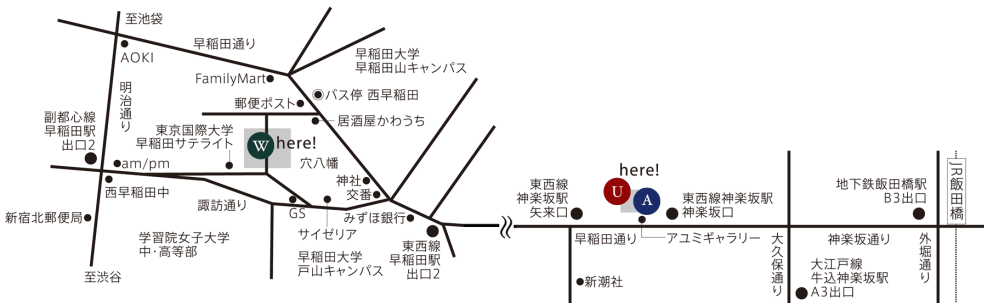 至池袋
早稲田通り
AOKI
早稲田大学
早稲田山キャンパス
明治通り
FamilyMart
バス停 西早稲田
郵便ポスト
居酒屋かわうち
副都心線
早稲田駅
出口2
東京国際大学
早稲田サテライト
W
here!
穴八幡
神社
am/pm
西早稲田中
交番
諏訪通り
GS
みずほ銀行
新宿北郵便局
サイゼリア
学習院女子大学
中・高等部
早稲田大学
戸山キャンパス
東西線
早稲田駅
出口2
至渋谷
here!
U
A
東西線
神楽坂駅
矢来口
東西線神楽坂駅
神楽坂口
地下鉄飯田橋駅
B3出口
JR飯田橋
早稲田通り
アユミギャラリー
大久保通り
神楽坂通り
外堀通り
新潮社
大江戸線
牛込神楽坂駅
A3出口